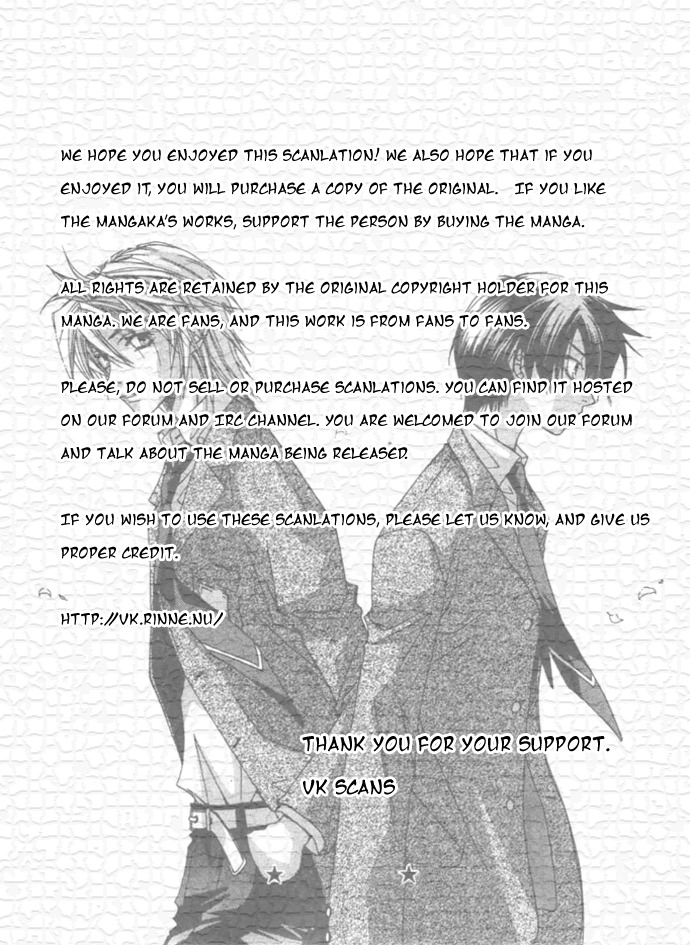 WE HOPE YOU ENJOYED THIS SCANLATION! WE ALSO HOPE THAT IF YOU
ENJOYED IT, YOU WILL PURCHASE A COPY OF THE ORIGINAL. IF YOU LIKE
THE MANGAKA'S WORKS, SUPPORT THE PERSON BY BUYING THE MANGA.
ALL RIGHTS ARE RETAINED BY THE ORIGINAL COPYRIGHT HOLDER FOR THIS
MANGA. WE ARE FANS, AND THIS WORK IS FROM FANS TO FANS.
PLEASE, DO NOT SELL OR PURCHASE SCANLATIONS. YOU CAN FIND IT HOSTED
ON OUR FORUM AND IRC CHANNEL. YOU ARE WELCOMED TO JOIN OUR FORUM
AND TALK ABOUT THE MANGA BEING RELEASED.
IF YOU WISH TO USE THESE SCANLATIONS, PLEASE LET US KNOW, AND GIVE US
PROPER CREDIT.
HTTP://VK.RINNE.NU/
THANK YOU FOR YOUR SUPPORT.
VK SCANS